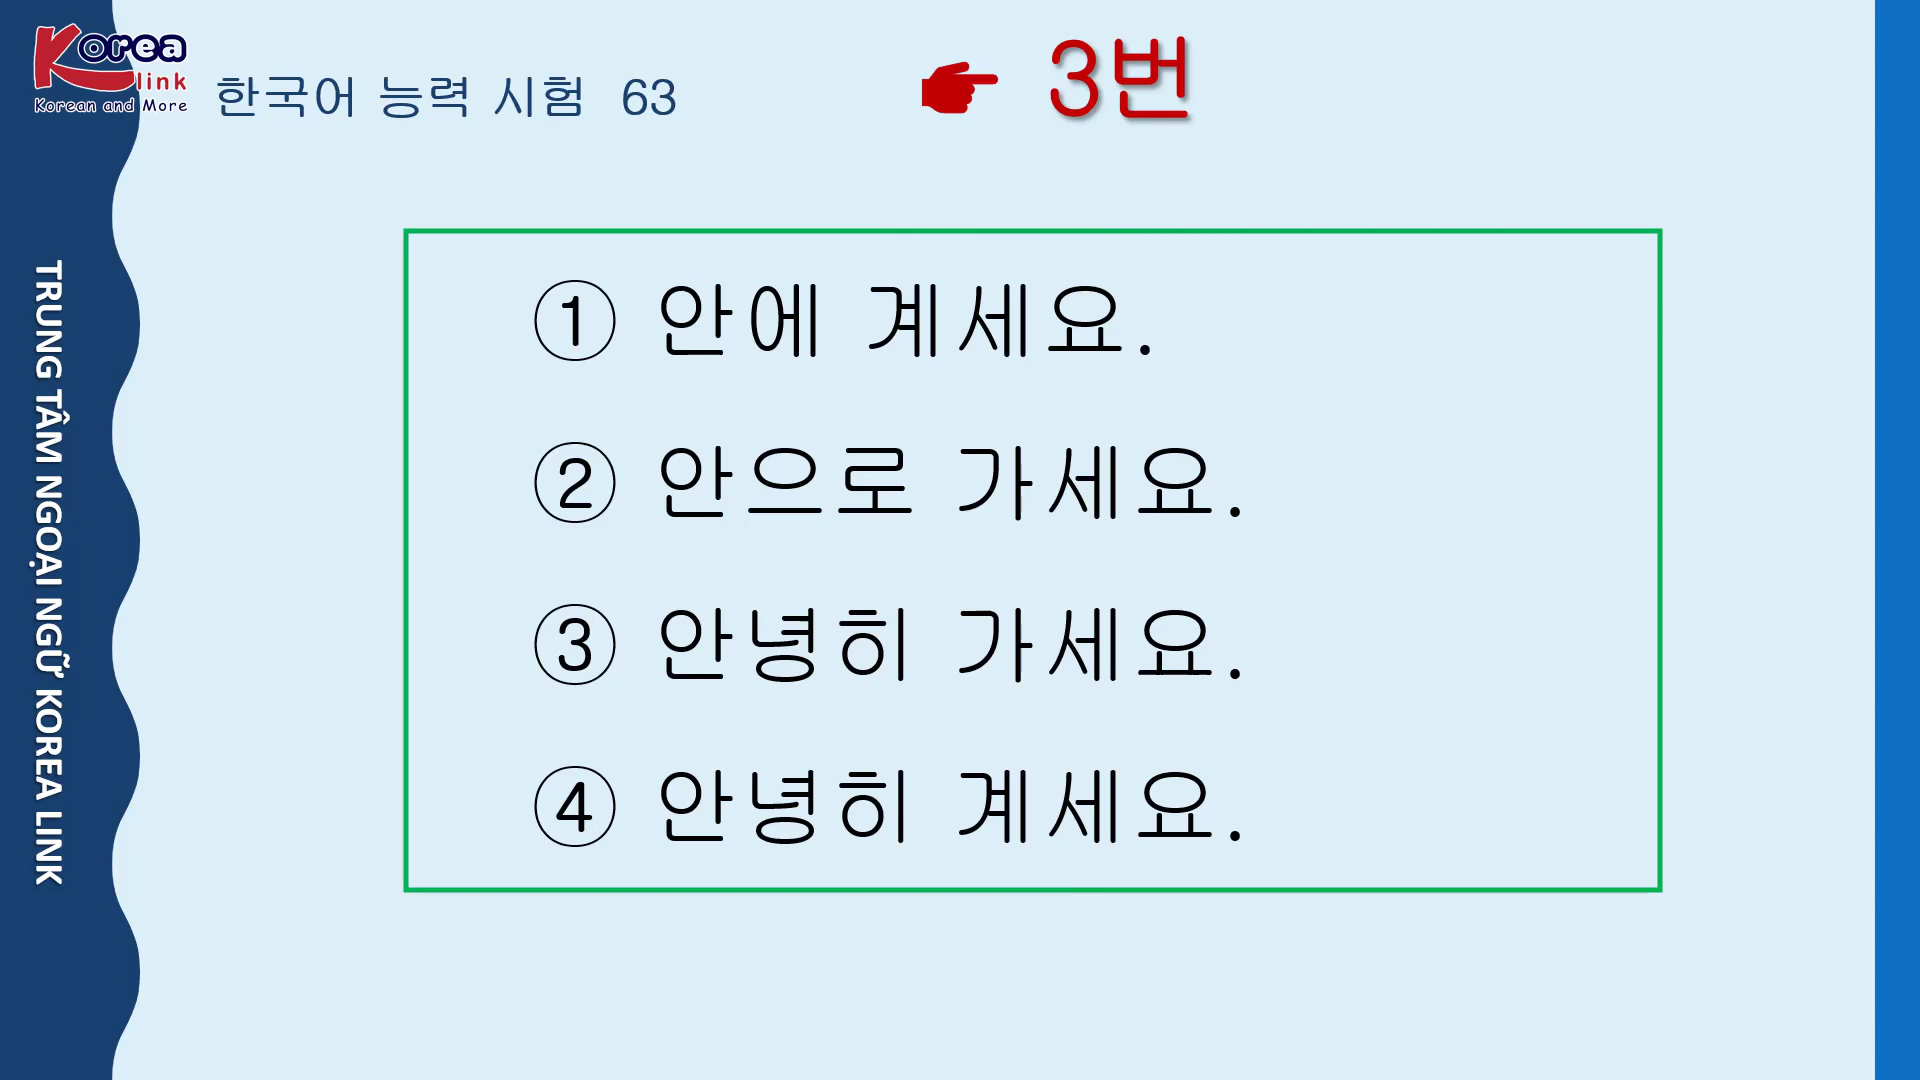 Korea
link
Korean and More
한국어 능력 시험 63
3번
TRUNG TÂM NGOẠI NGỮ KOREA LINK
① 안에 계세요.
② 안으로 가세요.
③ 안녕히 가세요.
④ 안녕히 계세요.